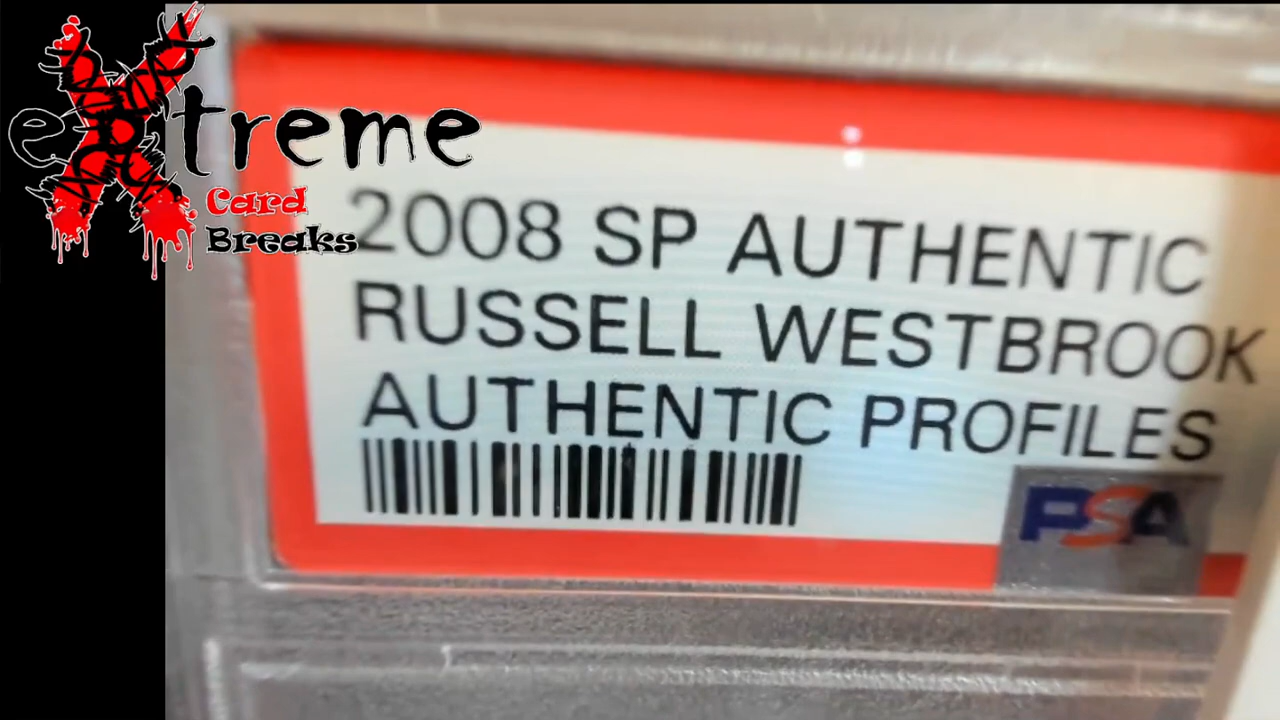 eXtreme
Card
Breaks
2008 SP AUTHENTIC
RUSSELL WESTBROOK
AUTHENTIC PROFILES
PSA